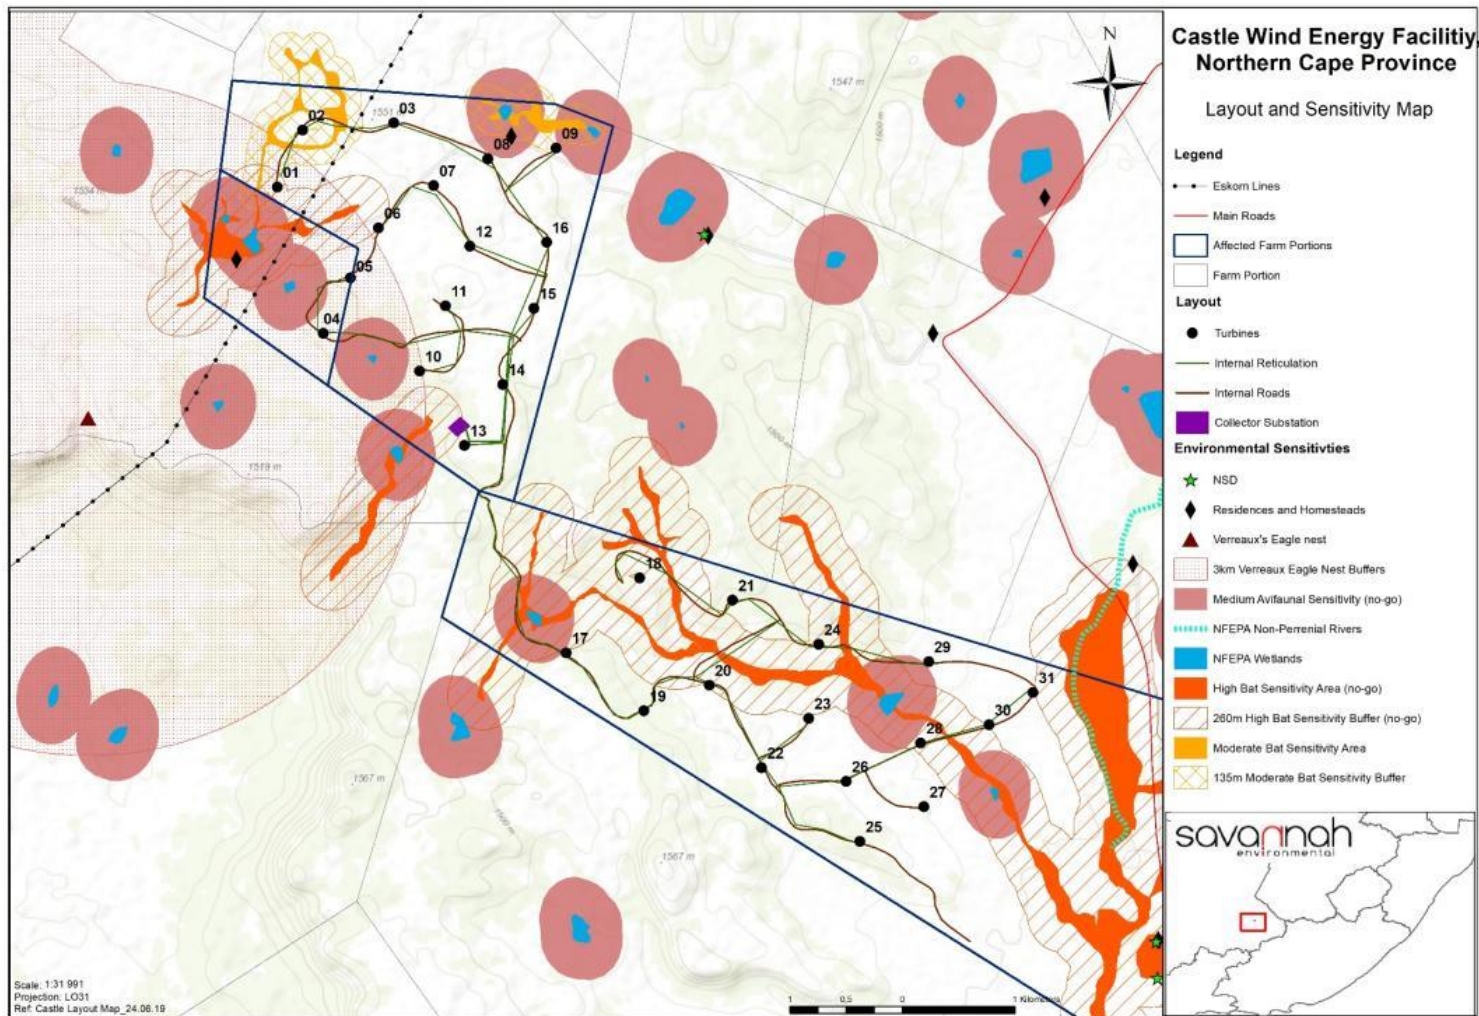 Castle Wind Energy Facilitiy,
Northern Cape Province
Layout and Sensitivity Map
Legend
Eskom Lines
Main Roads
Affected Farm Portions
Farm Portion
Layout
Turbines
Internal Reticulation
Internal Roads
Collector Substation
Environmental Sensitivties
NSD
Residences and Homesteads
Verreaux's Eagle nest
3km Verreaux Eagle Nest Buffers
Medium Avifaunal Sensitivity (no-go)
NFEPA Non-Perrenial Rivers
NFEPA Wetlands
High Bat Sensitivity Area (no-go)
260m High Bat Sensitivity Buffer (no-go)
Moderate Bat Sensitivity Area
135m Moderate Bat Sensitivity Buffer
savannah
environmental
N
1547 m
1500 m
1551 m
02
03
09
08
01
07
1534 m
06
12
16
05
11
15
04
10
14
13
1519 m
1500 m
18
21
24
29
17
31
20
19
23
30
28
22
26
27
1567 m
25
1500 m
1567 m
Scale: 1:31 991
Projection: LO31
Ref: Castle Layout Map_24.06.19
1 0,5 0 1 Kilometers